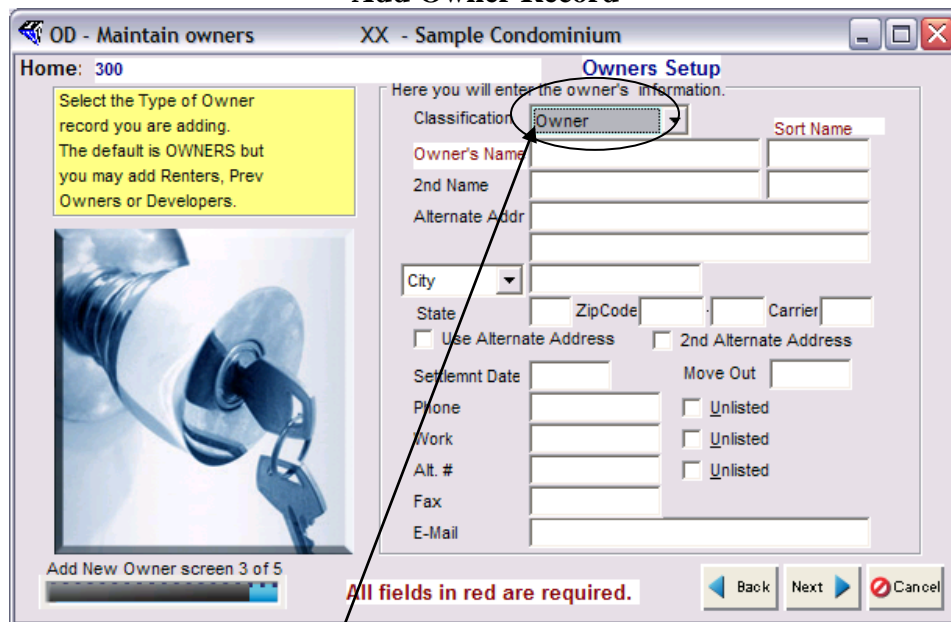 Add Owner Record
OD - Maintain owners XX - Sample Condominium
Home: 300 Owners Setup
Select the Type of Owner
record you are adding.
The default is OWNERS but
you may add Renters, Prev
Owners or Developers.
Here you will enter the owner's information.
Classification Owner
Sort Name
Owner's Name
2nd Name
Alternate Addr
City
State ZipCode - Carrier
Use Alternate Address 2nd Alternate Address
Settlemnt Date Move Out
Phone Unlisted
Work Unlisted
Alt. # Unlisted
Fax
E-Mail
Add New Owner screen 3 of 5
All fields in red are required.
Back Next Cancel